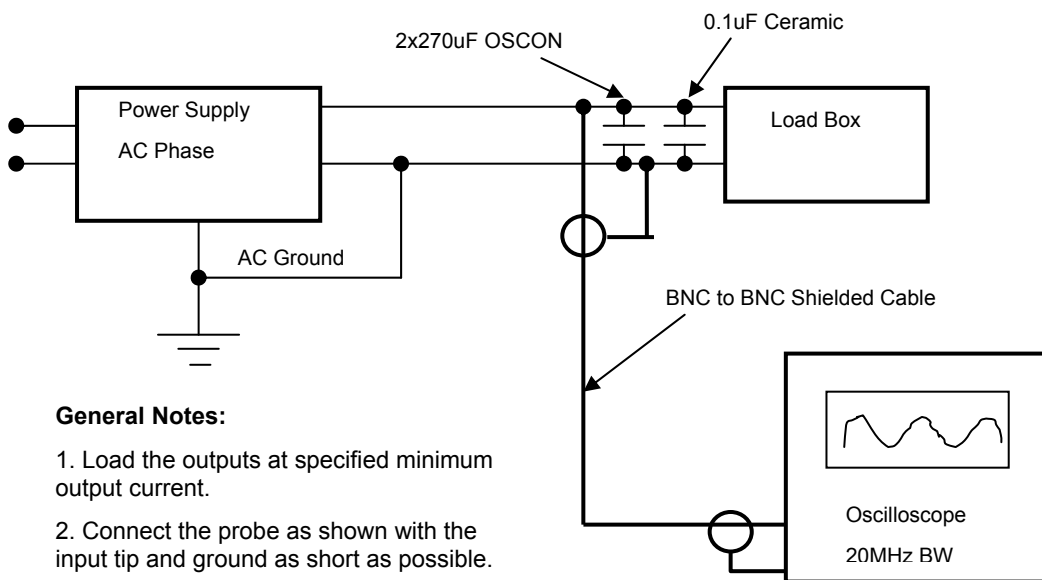 2x270uF OSCON
0.1uF Ceramic
Power Supply
AC Phase
Load Box
AC Ground
BNC to BNC Shielded Cable
General Notes:
1. Load the outputs at specified minimum
output current.
2. Connect the probe as shown with the
input tip and ground as short as possible.
Oscilloscope
20MHz BW